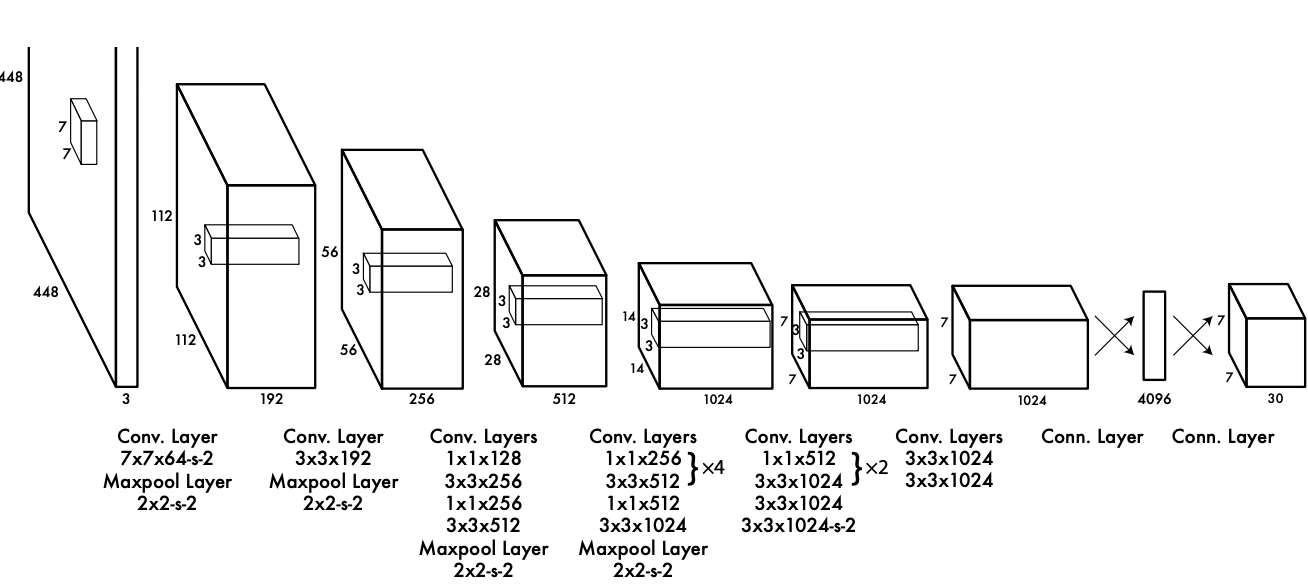 448
7
7
448
3
112
3
3
112
192
56
3
3
56
256
28
3
3
28
512
14
3
3
14
1024
7
3
3
7
1024
7
7
1024
4096
7
7
30
Conv. Layer
7x7x64-s-2
Maxpool Layer
2x2-s-2
Conv. Layer
3x3x192
Maxpool Layer
2x2-s-2
Conv. Layers
1x1x128
3x3x256
1x1x256
3x3x512
Maxpool Layer
2x2-s-2
Conv. Layers
1x1x256
3x3x512
}×4
1x1x512
3x3x1024
Maxpool Layer
2x2-s-2
Conv. Layers
1x1x512
3x3x1024
}×2
3x3x1024
3x3x1024-s-2
Conv. Layers
3x3x1024
3x3x1024
Conn. Layer
Conn. Layer